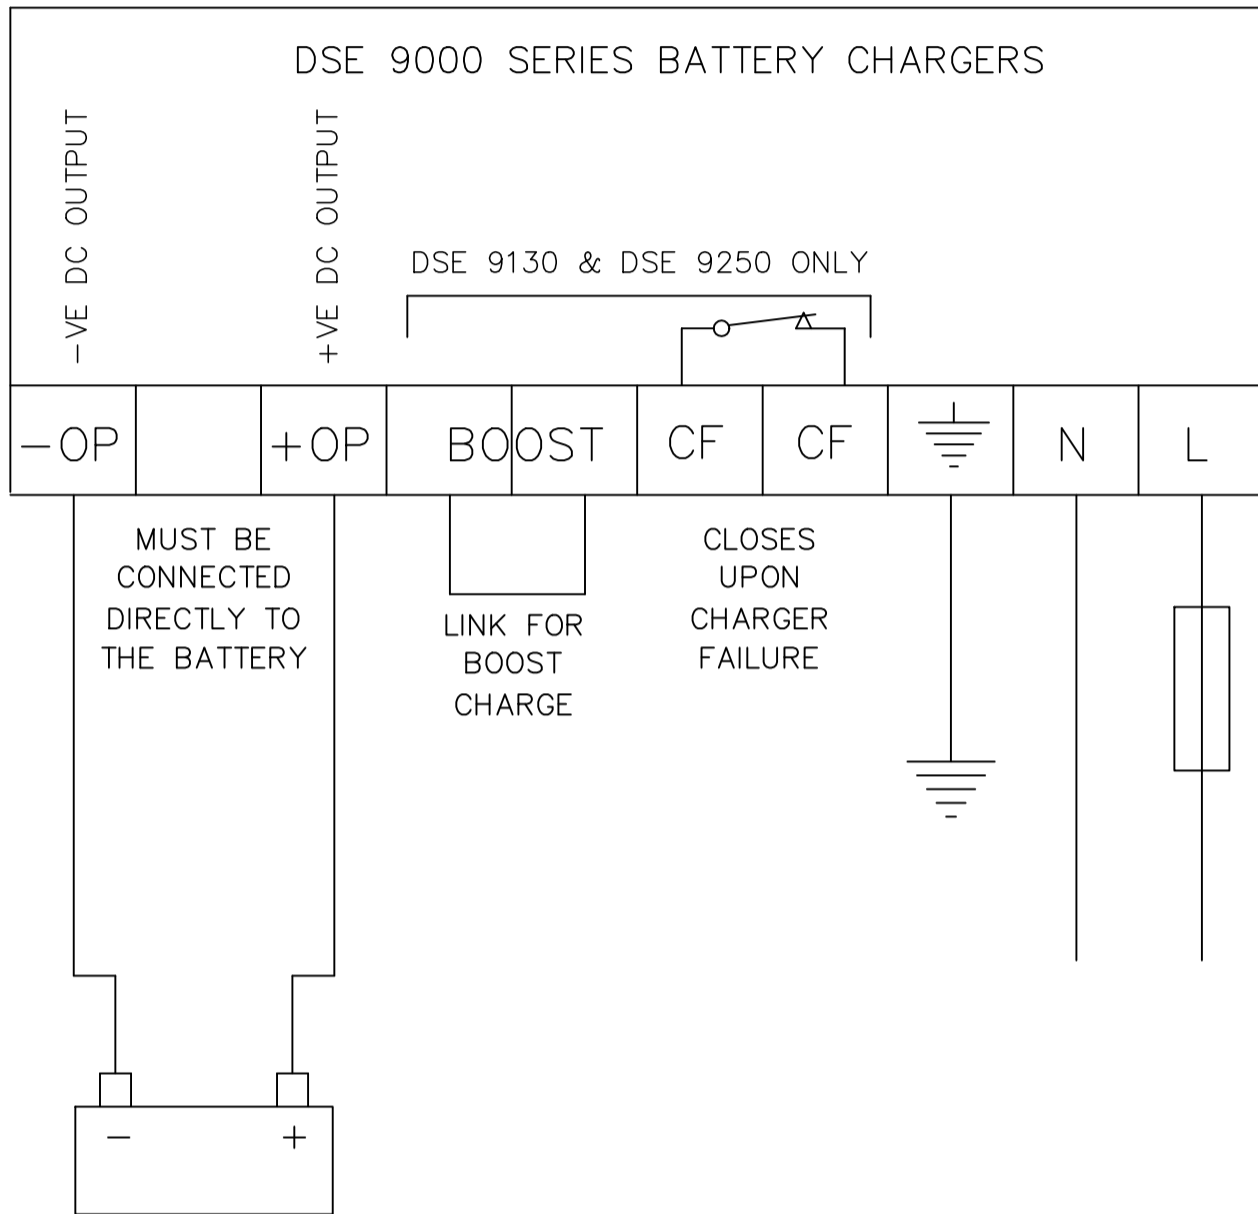 DSE 9000 SERIES BATTERY CHARGERS
-VE DC OUTPUT
+VE DC OUTPUT
DSE 9130 & DSE 9250 ONLY
-OP +OP BOOST CF CF N L
MUST BE
CONNECTED
DIRECTLY TO
THE BATTERY
LINK FOR
BOOST
CHARGE
CLOSES
UPON
CHARGER
FAILURE
- +